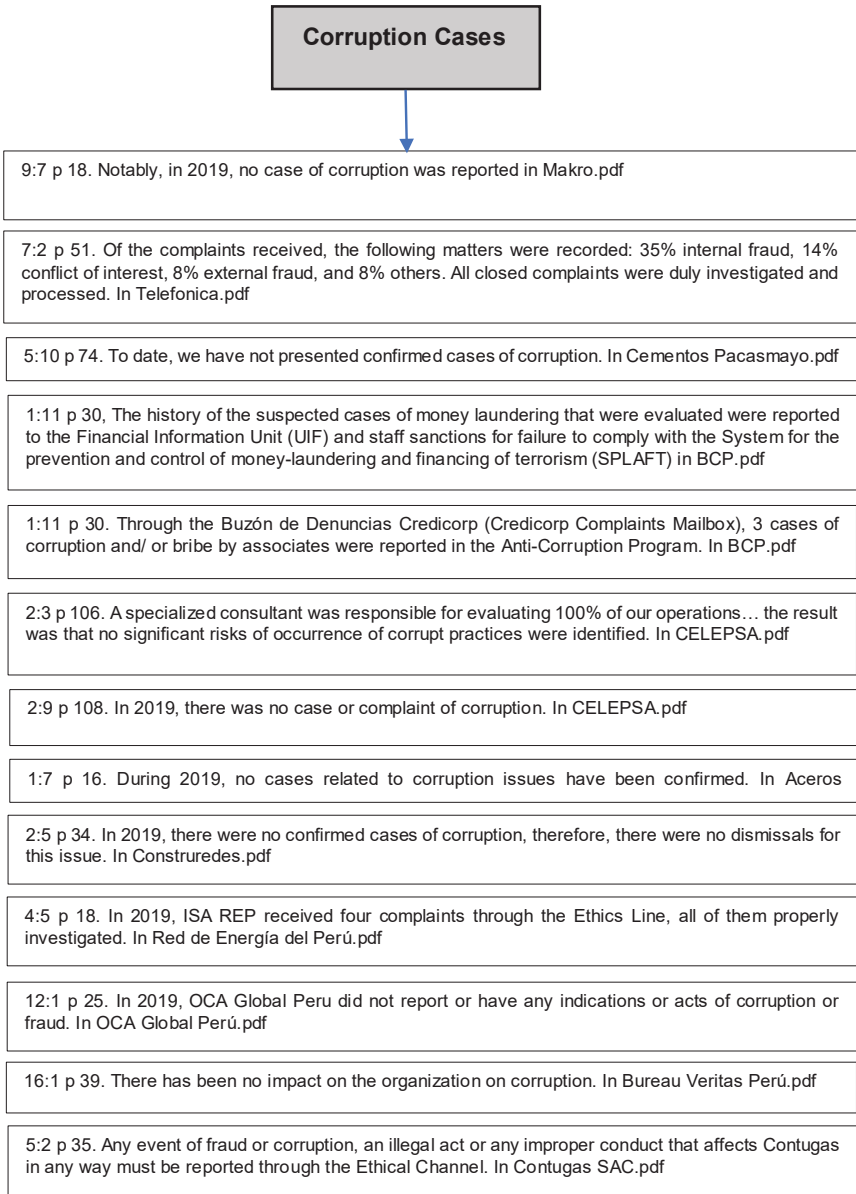 Corruption Cases
9:7 p 18. Notably, in 2019, no case of corruption was reported in Makro.pdf
7:2 p 51. Of the complaints received, the following matters were recorded: 35% internal fraud, 14%
conflict of interest, 8% external fraud, and 8% others. All closed complaints were duly investigated and
processed. In Telefonica.pdf
5:10 p 74. To date, we have not presented confirmed cases of corruption. In Cementos Pacasmayo.pdf
1:11 p 30, The history of the suspected cases of money laundering that were evaluated were reported
to the Financial Information Unit (UIF) and staff sanctions for failure to comply with the System for the
prevention and control of money-laundering and financing of terrorism (SPLAFT) in BCP.pdf
1:11 p 30. Through the Buzón de Denuncias Credicorp (Credicorp Complaints Mailbox), 3 cases of
corruption and/ or bribe by associates were reported in the Anti-Corruption Program. In BCP.pdf
2:3 p 106. A specialized consultant was responsible for evaluating 100% of our operations… the result
was that no significant risks of occurrence of corrupt practices were identified. In CELEPSA.pdf
2:9 p 108. In 2019, there was no case or complaint of corruption. In CELEPSA.pdf
1:7 p 16. During 2019, no cases related to corruption issues have been confirmed. In Aceros
2:5 p 34. In 2019, there were no confirmed cases of corruption, therefore, there were no dismissals for
this issue. In Construredes.pdf
4:5 p 18. In 2019, ISA REP received four complaints through the Ethics Line, all of them properly
investigated. In Red de Energía del Perú.pdf
12:1 p 25. In 2019, OCA Global Peru did not report or have any indications or acts of corruption or
fraud. In OCA Global Perú.pdf
16:1 p 39. There has been no impact on the organization on corruption. In Bureau Veritas Perú.pdf
5:2 p 35. Any event of fraud or corruption, an illegal act or any improper conduct that affects Contugas
in any way must be reported through the Ethical Channel. In Contugas SAC.pdf